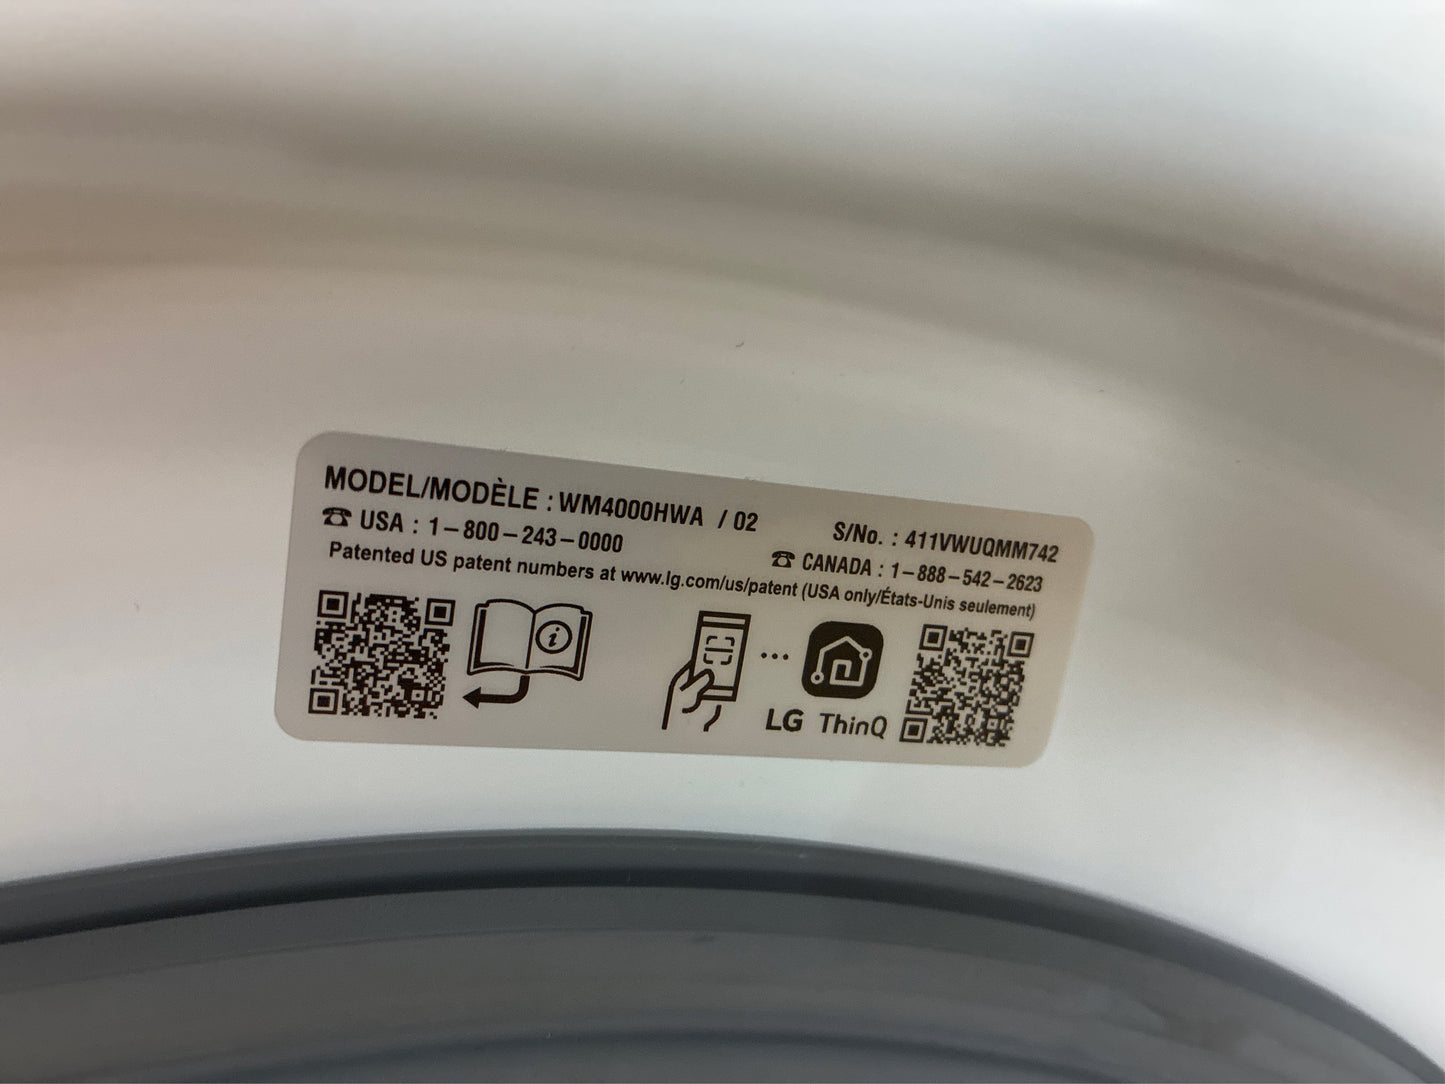 MODEL/MODÈLE : WM4000HWA / 02 S/No. : 411VWUQMM742
☎ USA : 1-800-243-0000 ☎ CANADA : 1-888-542-2623
Patented US patent numbers at www.lg.com/us/patent (USA only/États-Unis seulement)
i
LG ThinQ